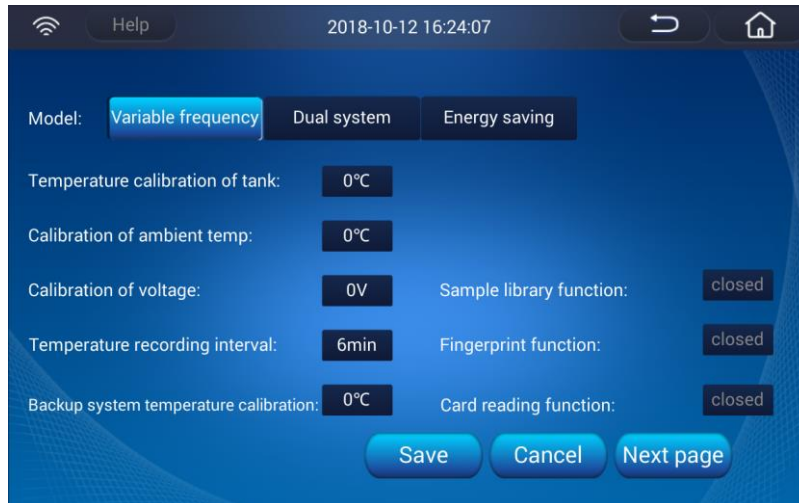 Help 2018-10-12 16:24:07
Model: Variable frequency Dual system Energy saving
Temperature calibration of tank: 0℃
Calibration of ambient temp: 0℃
Calibration of voltage: 0V Sample library function: closed
Temperature recording interval: 6min Fingerprint function: closed
Backup system temperature calibration: 0℃ Card reading function: closed
Save Cancel Next page